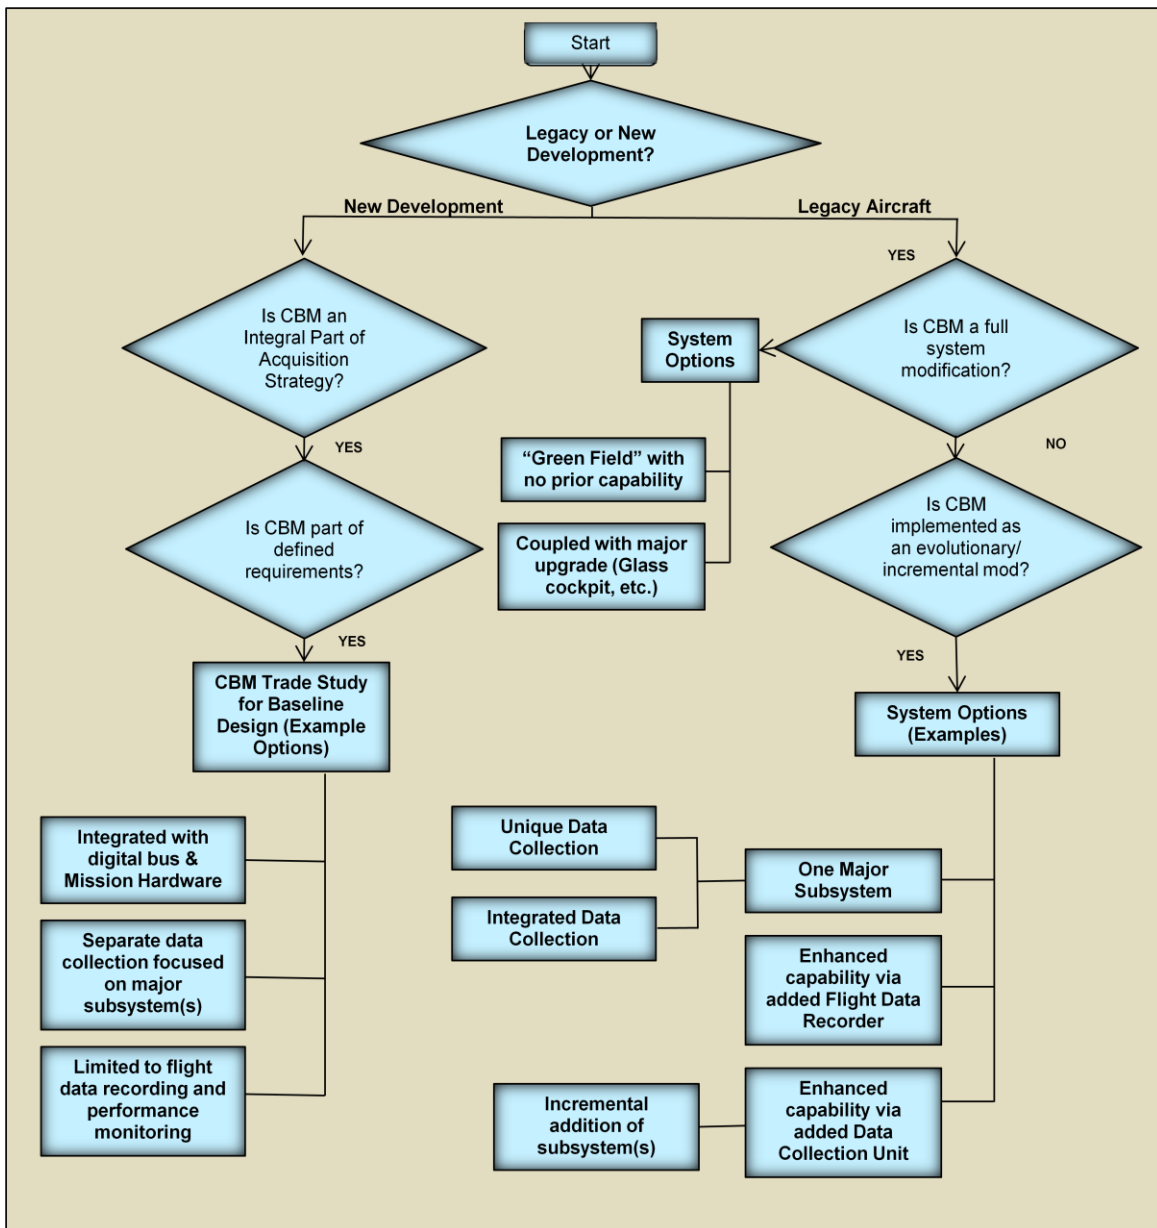 Start
Legacy or New
Development?
New Development
Legacy Aircraft
YES
Is CBM an
Integral Part of
Acquisition
Strategy?
System
Options
Is CBM a full
system
modification?
YES
NO
“Green Field” with
no prior capability
Is CBM part of
defined
requirements?
Coupled with major
upgrade (Glass
cockpit, etc.)
Is CBM
implemented as
an evolutionary/
incremental mod?
YES
YES
CBM Trade Study
for Baseline
Design (Example
Options)
System Options
(Examples)
Integrated with
digital bus &
Mission Hardware
Unique Data
Collection
One Major
Subsystem
Integrated Data
Collection
Separate data
collection focused
on major
subsystem(s)
Enhanced
capability via
added Flight Data
Recorder
Limited to flight
data recording and
performance
monitoring
Incremental
addition of
subsystem(s)
Enhanced
capability via
added Data
Collection Unit